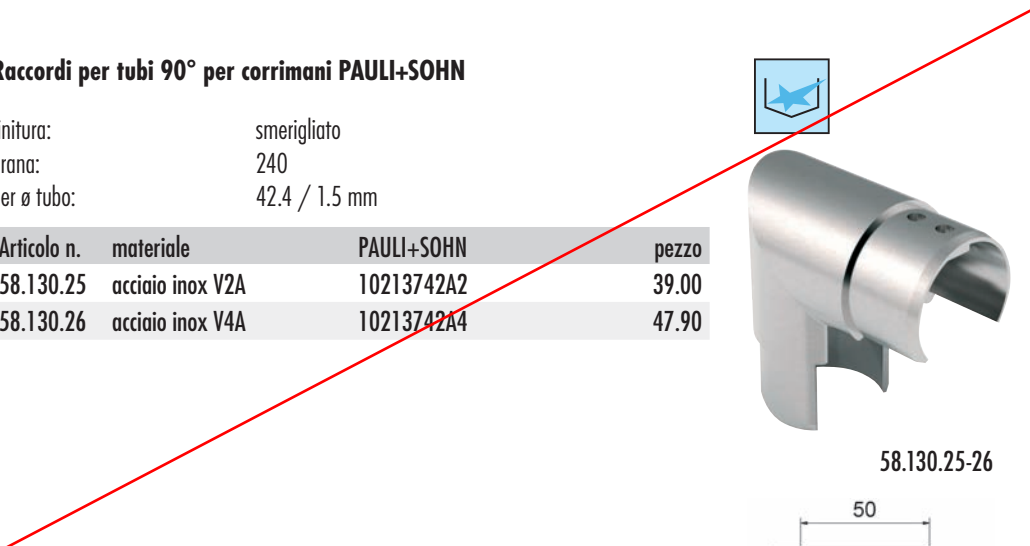 Raccordi per tubi 90° per corrimani PAULI+SOHN
initura: smerigliato
rana: 240
er ø tubo: 42.4 / 1.5 mm
Articolo n. materiale PAULI+SOHN pezzo
58.130.25 acciaio inox V2A 10213742A2 39.00
58.130.26 acciaio inox V4A 10213742A4 47.90
58.130.25-26
50